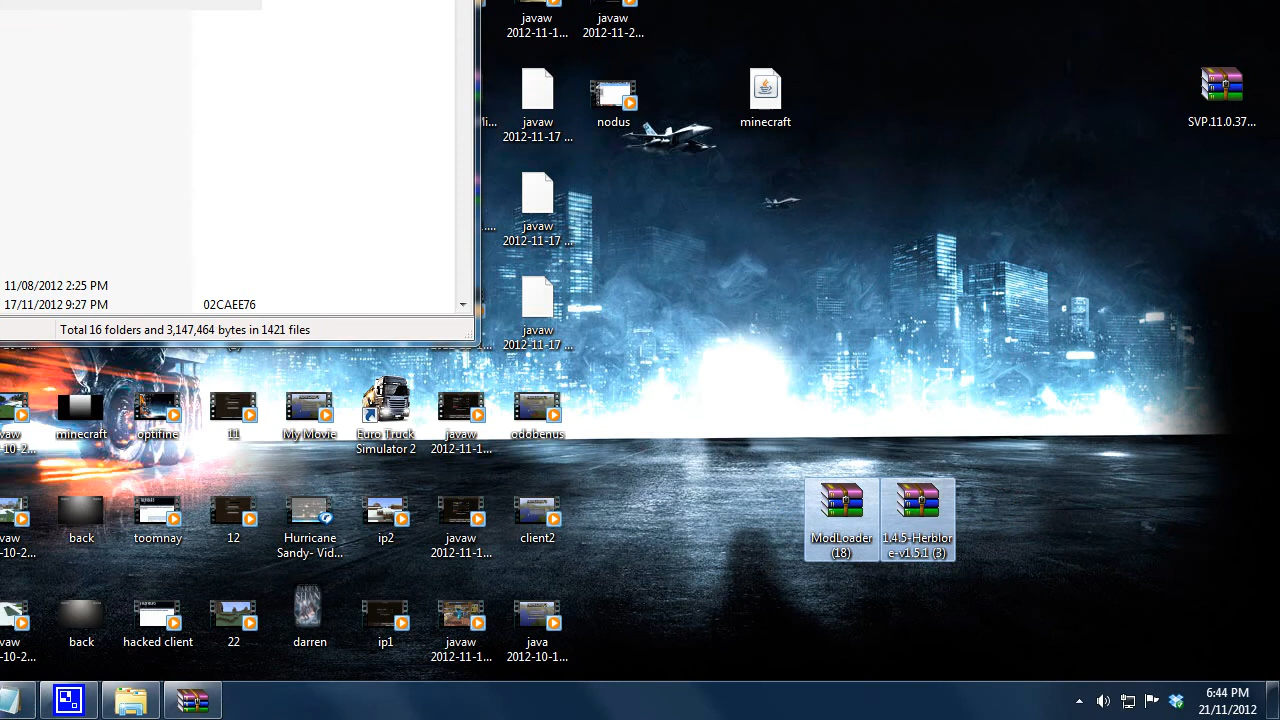 javaw
2012-11-1...
javaw
2012-11-2...
javaw
2012-11-17 ...
nodus
minecraft
SVP.11.0.37...
javaw
2012-11-17 ...
11/08/2012 2:25 PM
17/11/2012 9:27 PM
02CAEE76
javaw
2012-11-17 ...
Total 16 folders and 3,147,464 bytes in 1421 files
vaw
-10-2...
minecraft
optifine
11
My Movie
Euro Truck
Simulator 2
javaw
2012-11-1...
odobenus
vaw
-10-2...
back
toomnay
12
Hurricane
Sandy- Vid...
ip2
javaw
2012-11-1...
client2
ModLoader
(18)
1.4.5-Herblor
e-v1.5.1 (3)
vaw
-10-2...
back
hacked client
22
darren
ip1
javaw
2012-11-1...
java
2012-10-1...
6:44 PM
21/11/2012